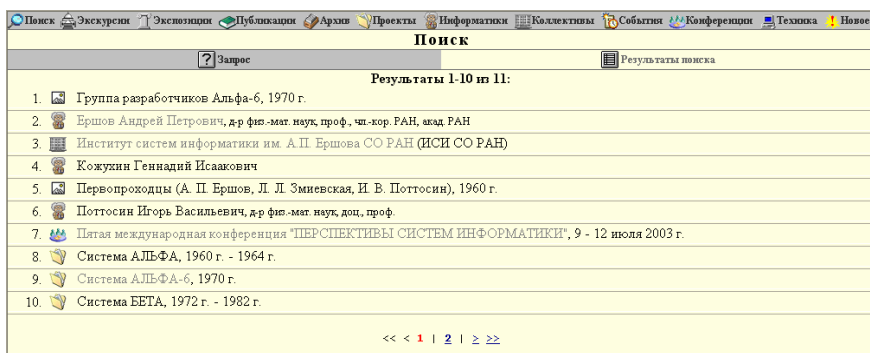 Поиск Экскурсии Экспозиции Публикации Архив Проекты Информатики Коллективы События Конференции Техника Новое
Поиск
Запрос Результаты поиска
Результаты 1-10 из 11:
1. Группа разработчиков Альфа-6, 1970 г.
2. Ершов Андрей Петрович, д-р физ.-мат. наук, проф., чл.-кор. РАН, акад. РАН
3. Институт систем информатики им. А.П. Ершова СО РАН (ИСИ СО РАН)
4. Кожухин Геннадий Исаакович
5. Первопроходцы (А. П. Ершов, Л. Л. Змиевская, И. В. Поттосин), 1960 г.
6. Поттосин Игорь Васильевич, д-р физ.-мат. наук, доц., проф.
7. Пятая международная конференция "ПЕРСПЕКТИВЫ СИСТЕМ ИНФОРМАТИКИ", 9 - 12 июля 2003 г.
8. Система АЛЬФА, 1960 г. - 1964 г.
9. Система АЛЬФА-6, 1970 г.
10. Система БЕТА, 1972 г. - 1982 г.
<< < 1 | 2 | > >>